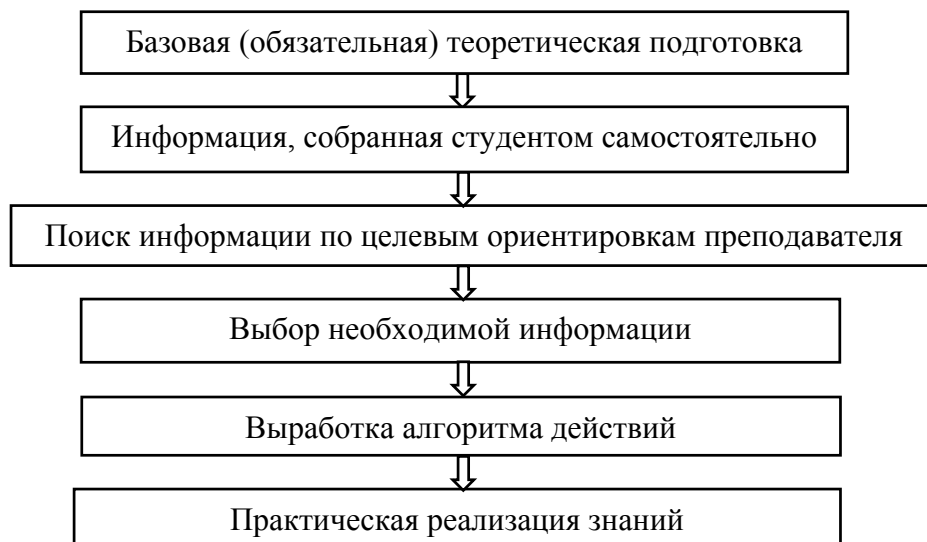 Базовая (обязательная) теоретическая подготовка
Информация, собранная студентом самостоятельно
Поиск информации по целевым ориентировкам преподавателя
Выбор необходимой информации
Выработка алгоритма действий
Практическая реализация знаний